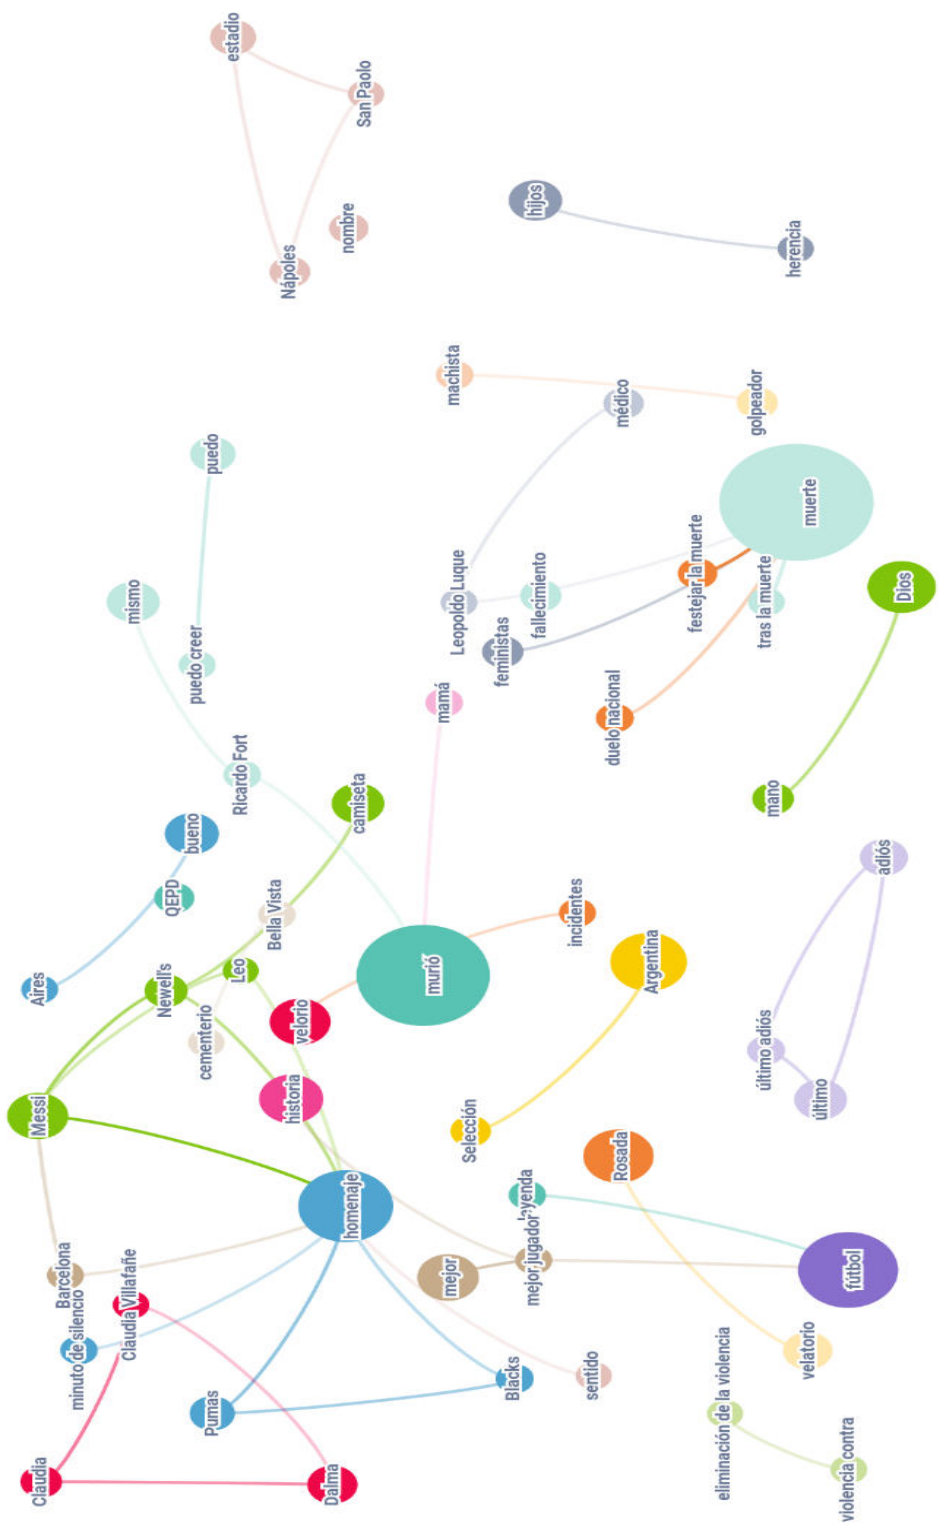 Claudia
Messi
Aires
Barcelona
minuto de silencio
Claudia Villafañe
mismo
Newell's
QEPD
bueno
puedo creer
cementerio
Pumas
puedo
estadio
Leo
Ricardo Fort
Bella Vista
Nápoles
historia
velorio
Dalma
nombre
homenaje
camiseta
San Paolo
murió
mamá
mejor
machista
Leopoldo Luque
Selección
feministas
Blacks
leyenda
mejor jugador
hijos
fallecimiento
incidentes
sentido
duelo nacional
Rosada
médico
Argentina
festejar la muerte
eliminación de la violencia
golpeador
último adiós
tras la muerte
mano
herencia
velatorio
muerte
último
violencia contra
fútbol
adiós
Dios